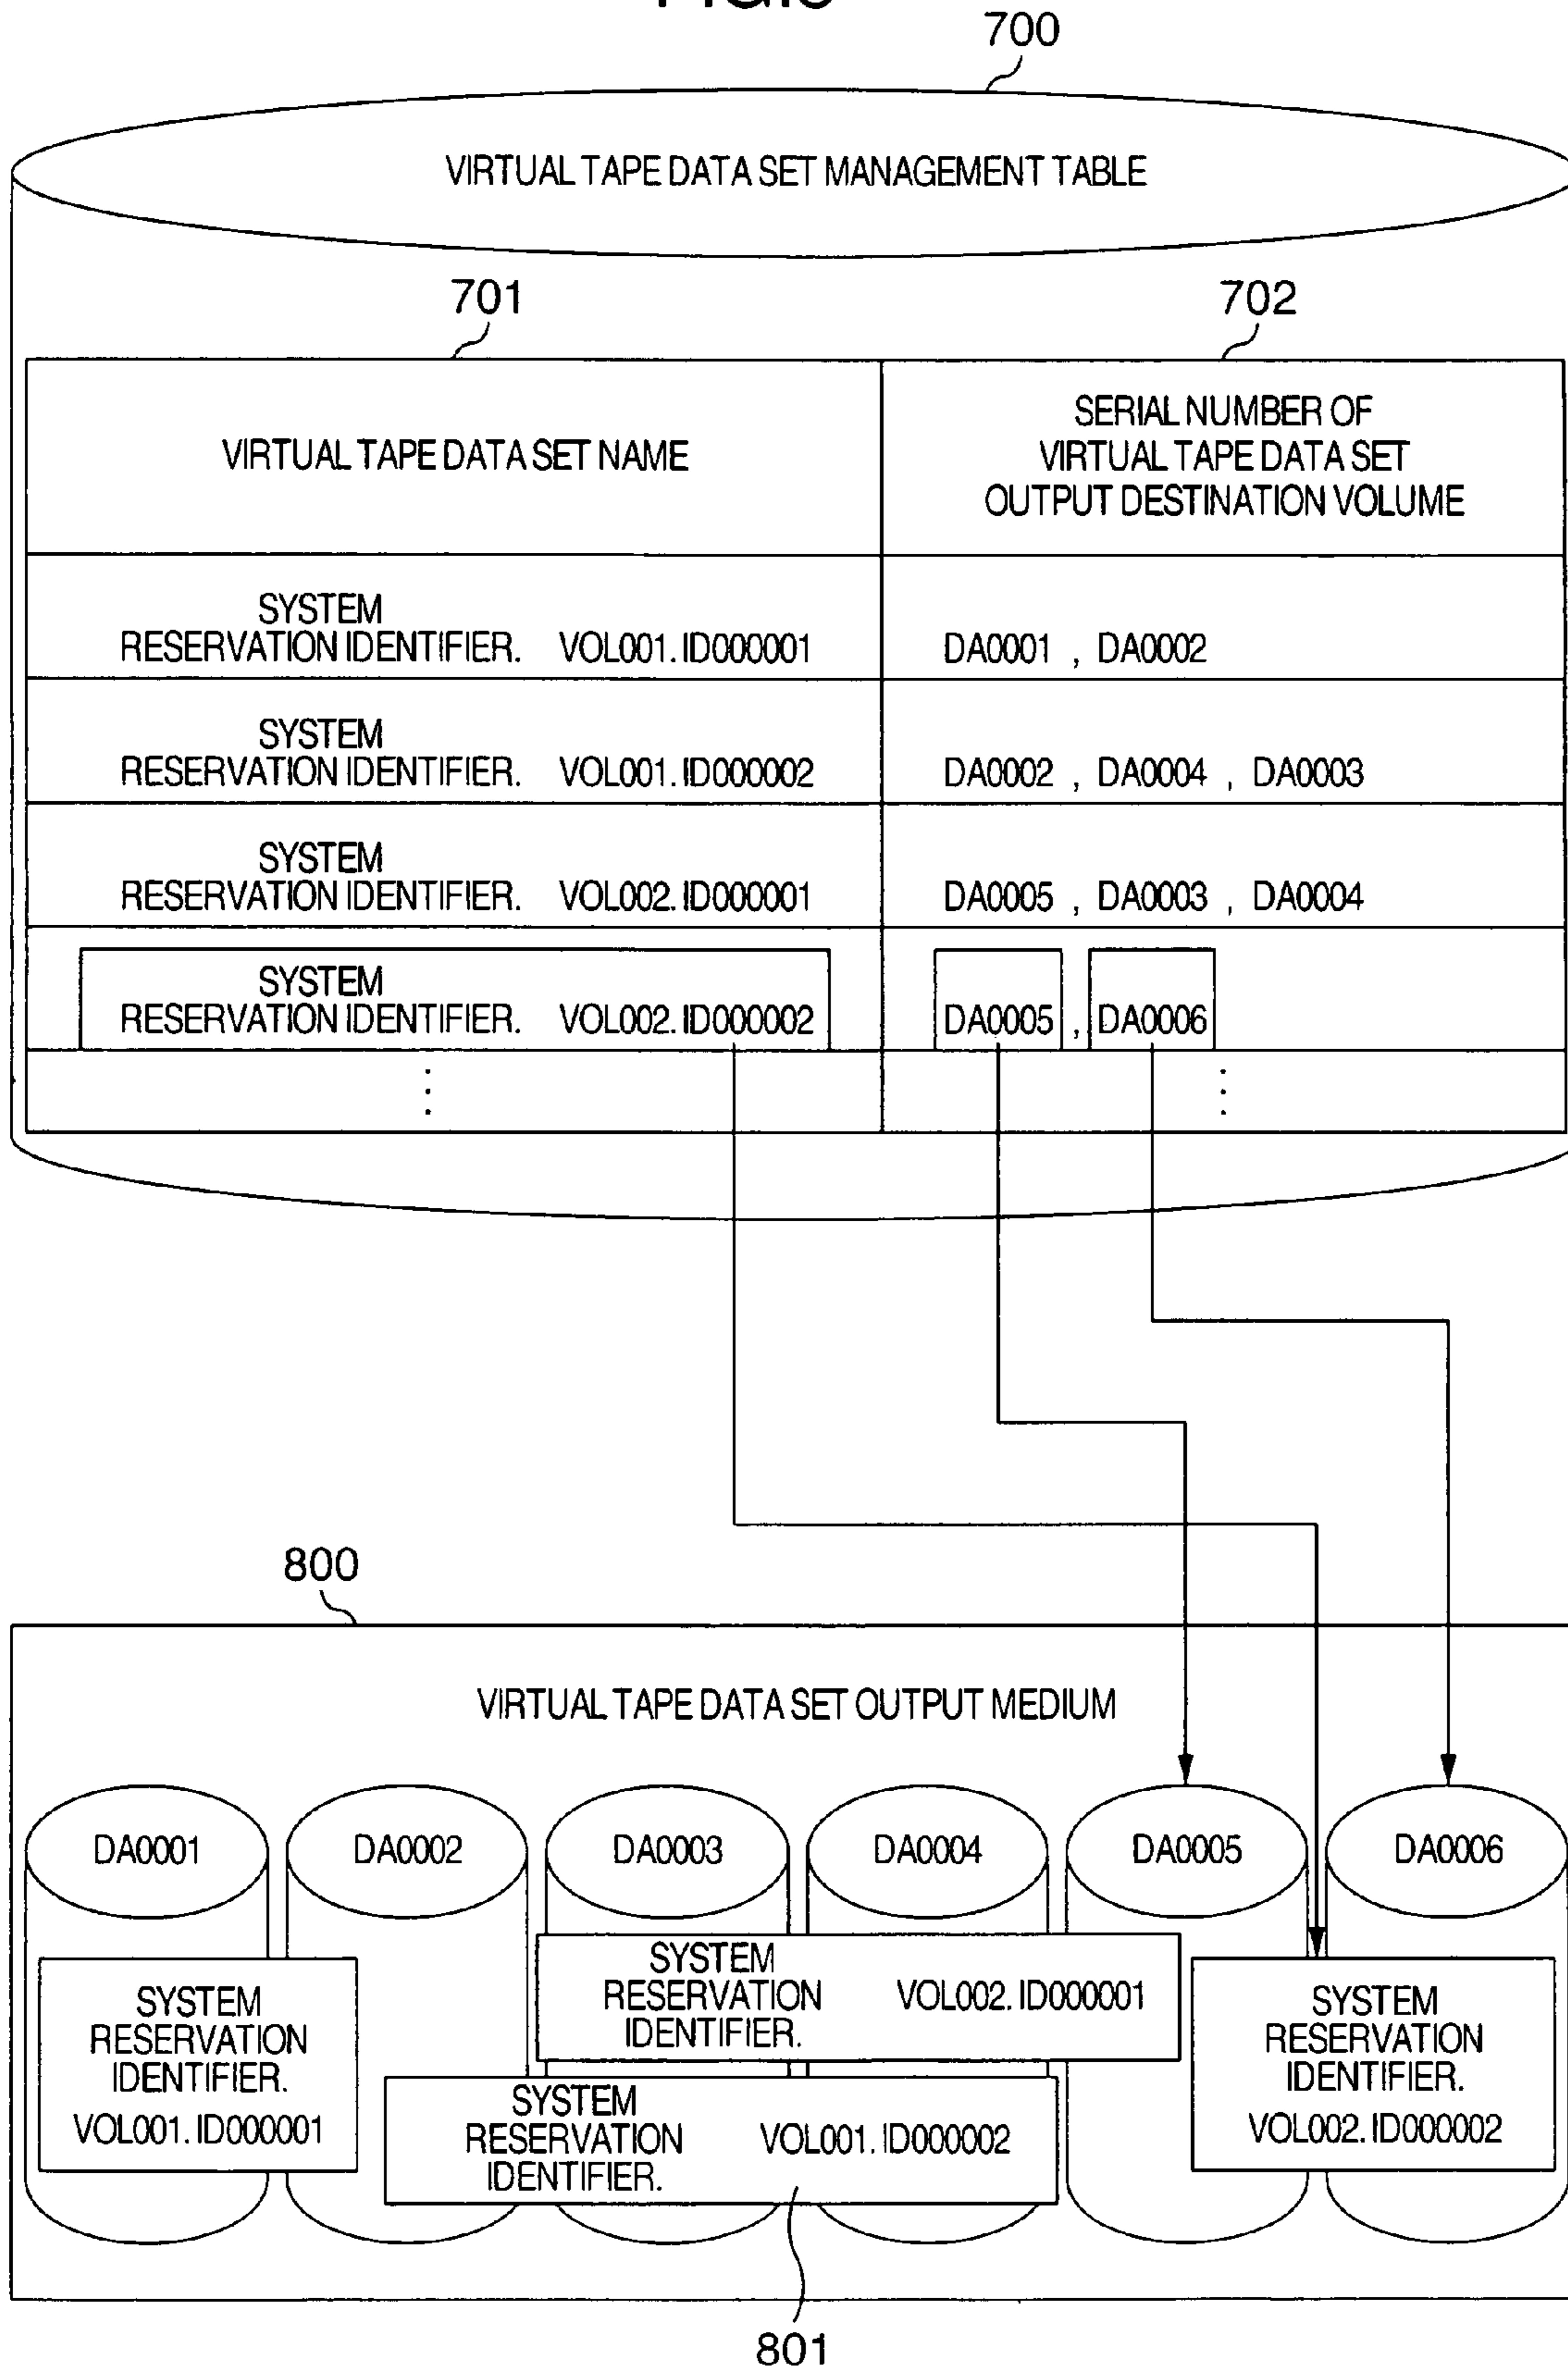 700
VIRTUAL TAPE DATA SET MANAGEMENT TABLE
701
702
VIRTUAL TAPE DATA SET NAME
SERIAL NUMBER OF
VIRTUAL TAPE DATA SET
OUTPUT DESTINATION VOLUME
SYSTEM
RESERVATION IDENTIFIER. VOL001.ID000001
DA0001 , DA0002
SYSTEM
RESERVATION IDENTIFIER. VOL001.ID000002
DA0002 , DA0004 , DA0003
SYSTEM
RESERVATION IDENTIFIER. VOL002.ID000001
DA0005 , DA0003 , DA0004
SYSTEM
RESERVATION IDENTIFIER. VOL002.ID000002
DA0005 , DA0006
800
VIRTUAL TAPE DATA SET OUTPUT MEDIUM
DA0001
DA0002
DA0003
DA0004
DA0005
DA0006
SYSTEM
RESERVATION
IDENTIFIER.
VOL001.ID000001
SYSTEM
RESERVATION
IDENTIFIER.
VOL002.ID000001
SYSTEM
RESERVATION
IDENTIFIER.
VOL001.ID000002
SYSTEM
RESERVATION
IDENTIFIER.
VOL002.ID000002
801